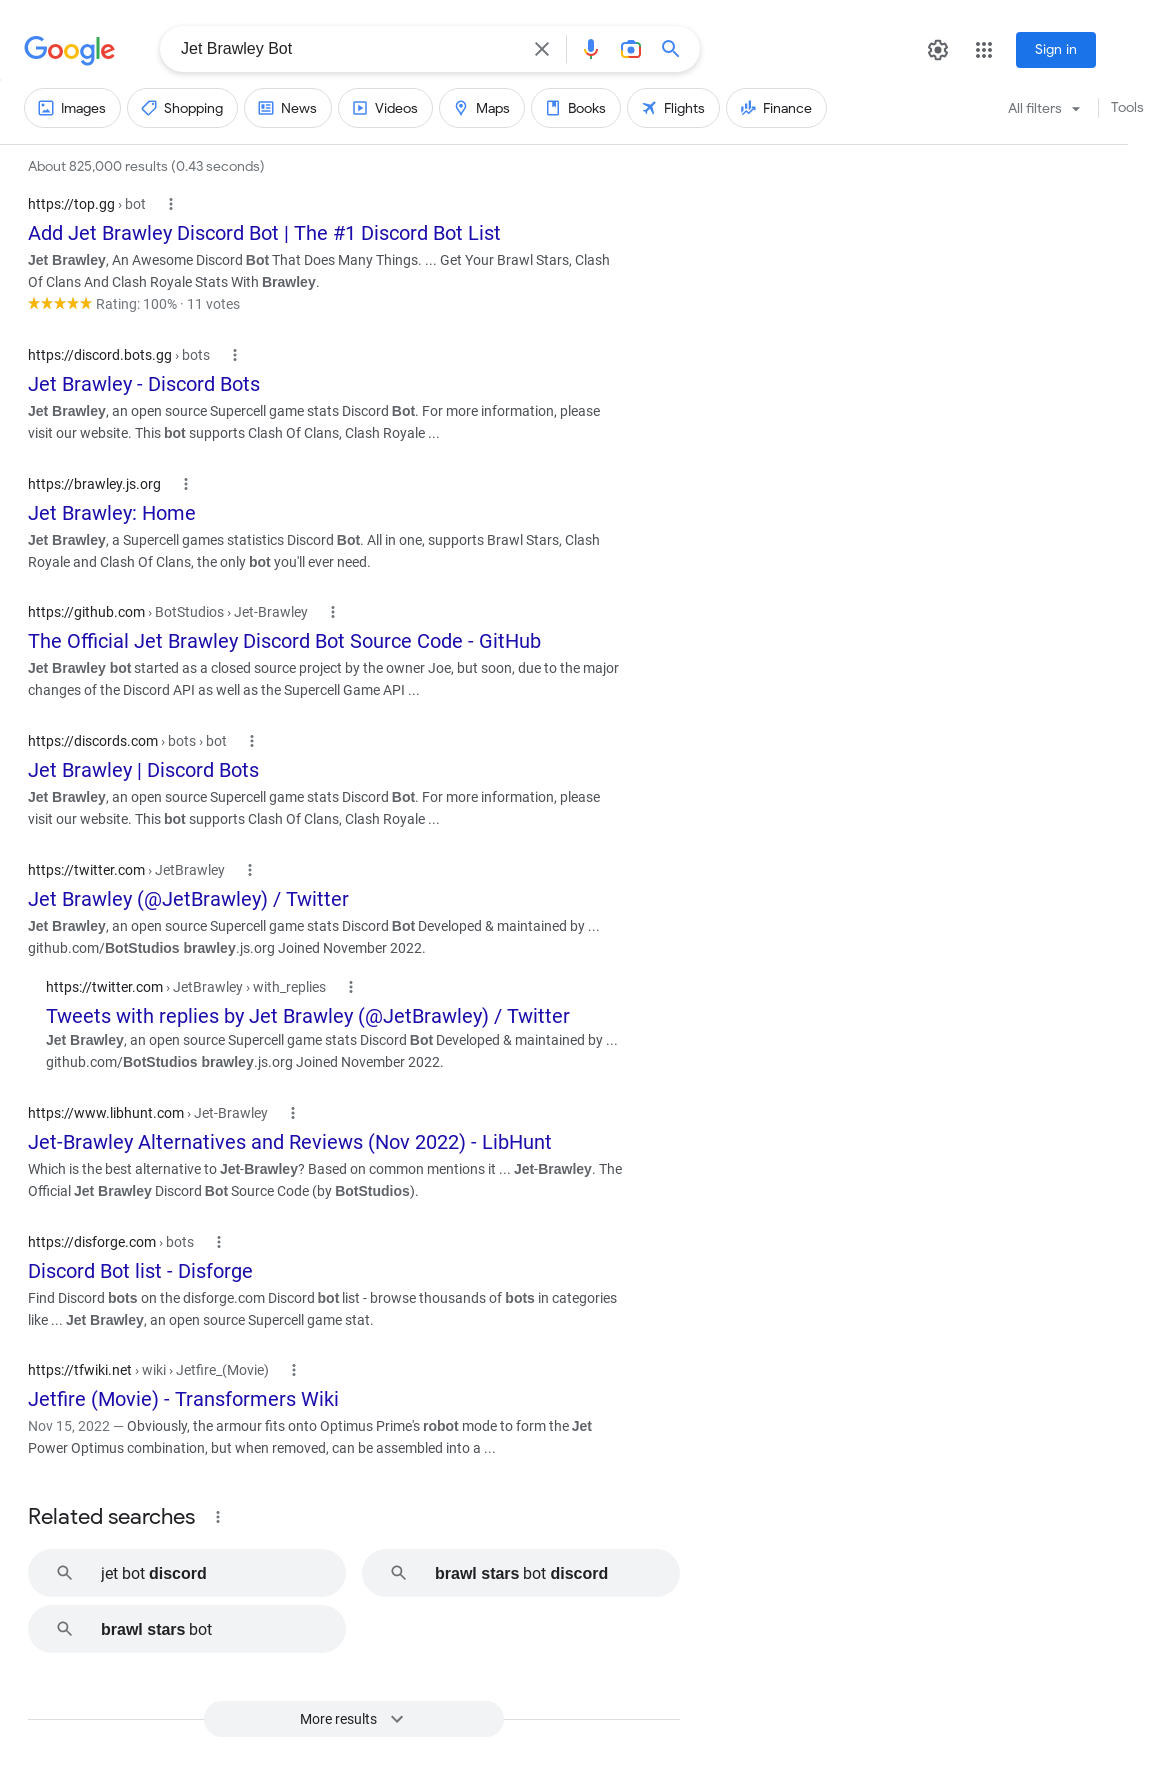 Google
Jet Brawley Bot
Sign in
Images
Shopping
News
Videos
Maps
Books
Flights
Finance
All filters
Tools
About 825,000 results (0.43 seconds)
https://top.gg › bot
Add Jet Brawley Discord Bot | The #1 Discord Bot List
Jet Brawley, An Awesome Discord Bot That Does Many Things. ... Get Your Brawl Stars, Clash
Of Clans And Clash Royale Stats With Brawley.
Rating: 100% · 11 votes
https://discord.bots.gg › bots
Jet Brawley - Discord Bots
Jet Brawley, an open source Supercell game stats Discord Bot. For more information, please
visit our website. This bot supports Clash Of Clans, Clash Royale ...
https://brawley.js.org
Jet Brawley: Home
Jet Brawley, a Supercell games statistics Discord Bot. All in one, supports Brawl Stars, Clash
Royale and Clash Of Clans, the only bot you'll ever need.
https://github.com › BotStudios › Jet-Brawley
The Official Jet Brawley Discord Bot Source Code - GitHub
Jet Brawley bot started as a closed source project by the owner Joe, but soon, due to the major
changes of the Discord API as well as the Supercell Game API ...
https://discords.com › bots › bot
Jet Brawley | Discord Bots
Jet Brawley, an open source Supercell game stats Discord Bot. For more information, please
visit our website. This bot supports Clash Of Clans, Clash Royale ...
https://twitter.com › JetBrawley
Jet Brawley (@JetBrawley) / Twitter
Jet Brawley, an open source Supercell game stats Discord Bot Developed & maintained by ...
github.com/BotStudios brawley.js.org Joined November 2022.
https://twitter.com › JetBrawley › with_replies
Tweets with replies by Jet Brawley (@JetBrawley) / Twitter
Jet Brawley, an open source Supercell game stats Discord Bot Developed & maintained by ...
github.com/BotStudios brawley.js.org Joined November 2022.
https://www.libhunt.com › Jet-Brawley
Jet-Brawley Alternatives and Reviews (Nov 2022) - LibHunt
Which is the best alternative to Jet-Brawley? Based on common mentions it ... Jet-Brawley. The
Official Jet Brawley Discord Bot Source Code (by BotStudios).
https://disforge.com › bots
Discord Bot list - Disforge
Find Discord bots on the disforge.com Discord bot list - browse thousands of bots in categories
like ... Jet Brawley, an open source Supercell game stat.
https://tfwiki.net › wiki › Jetfire_(Movie)
Jetfire (Movie) - Transformers Wiki
Nov 15, 2022 — Obviously, the armour fits onto Optimus Prime's robot mode to form the Jet
Power Optimus combination, but when removed, can be assembled into a ...
Related searches
jet bot discord
brawl stars bot discord
brawl stars bot
More results